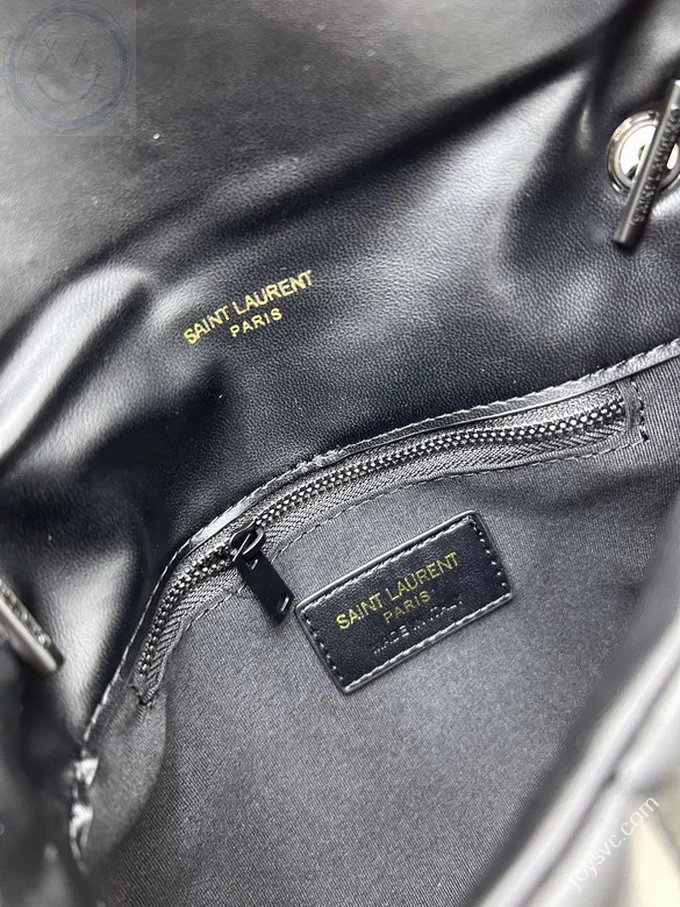 SAINT LAURENT
PARIS
SAINT LAURENT
PARIS
MADE IN ITALY
joysvc.com